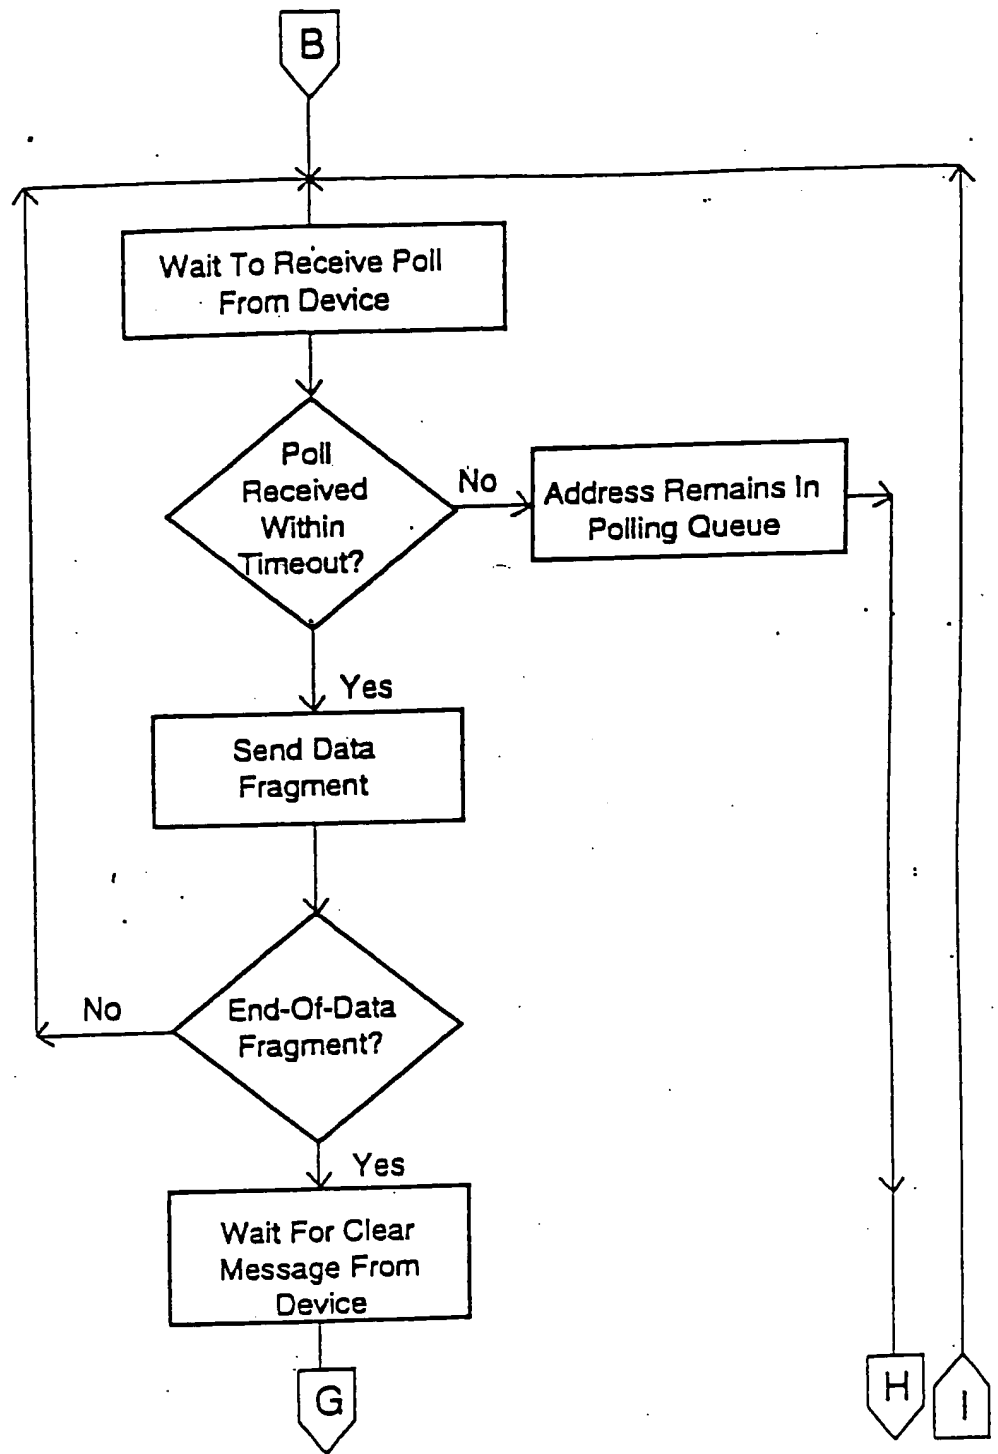 B
Wait To Receive Poll
From Device
Poll
Received
Within
Timeout?
No
Address Remains In
Polling Queue
Yes
Send Data
Fragment
End-Of-Data
Fragment?
No
Yes
Wait For Clear
Message From
Device
G
H
I